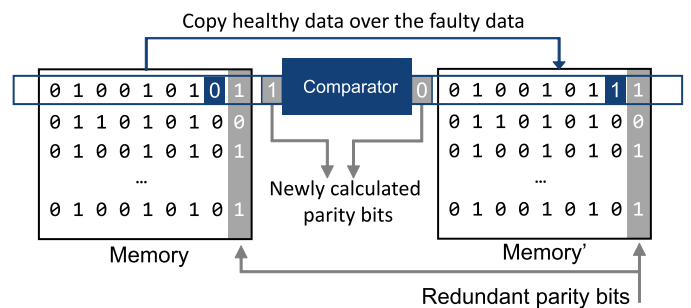 Copy healthy data over the faulty data
0 1 0 0 1 0 1 0 1 1 Comparator 0 0 1 0 0 1 0 1 1 1
0 1 1 0 1 0 1 0 0 0 1 1 0 1 0 1 0 0
0 1 0 0 1 0 1 0 1 0 1 0 0 1 0 1 0 1
... ...
Newly calculated
parity bits
0 1 0 0 1 0 1 0 1 0 1 0 0 1 0 1 0 1
Memory Memory'
Redundant parity bits